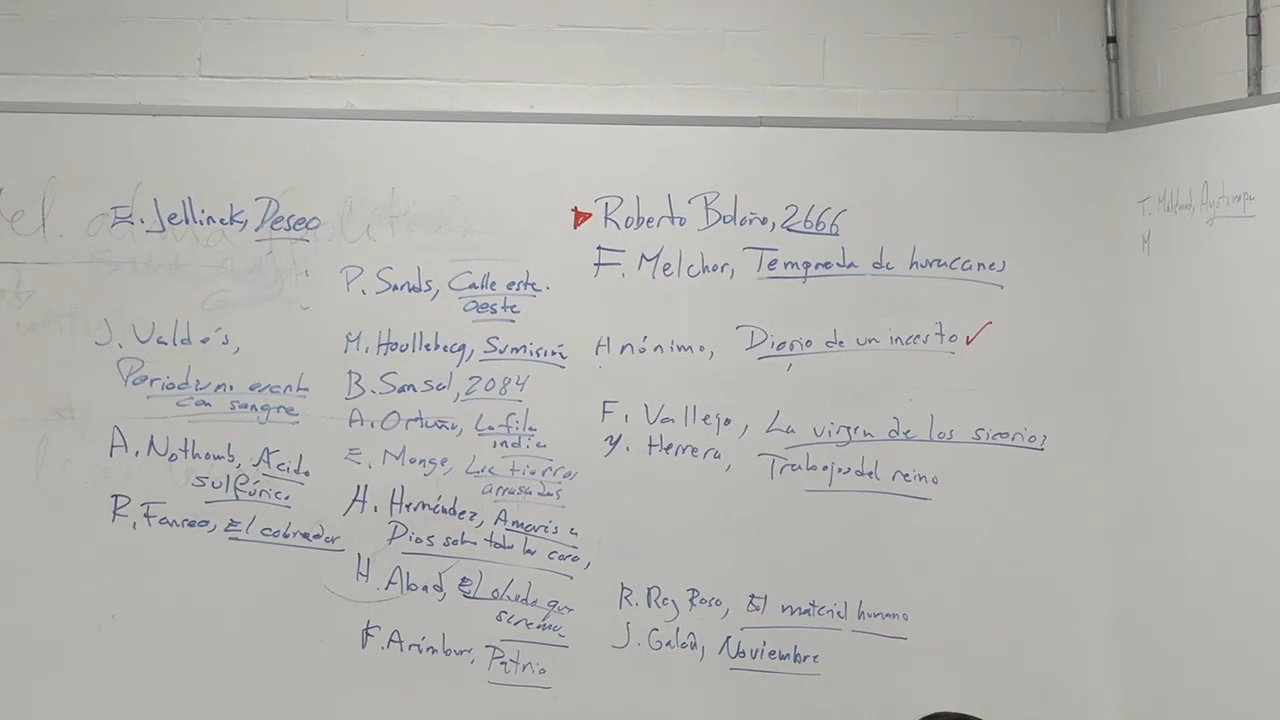 E. Jellinek, Deseo
J. Valdés,
Periodismo escrito
con sangre
A. Nothomb, Ácido
sulfúrico
R. Fonseo, El cobrador
P. Sands, Calle este.
oeste
M. Houllebecq, Sumisión
B. Sansal, 2084
A. Ortuño, La fila
india
E. Monge, Las tierras
arrasadas
H. Hernández, Amarás a
Dios sobre todas las cosas,
H. Abad, El olvido que
seremos
F. Arámburu, Patria
Roberto Bolaño, 2666
F. Melchor, Temporada de huracanes
Anónimo, Diario de un incesto
F. Vallejo, La virgen de los sicarios
Y. Herrera,
Trabajos del reino
R. Rey Rosa, El material humano
J. Galán, Noviembre
T. Ayotzinapa
M